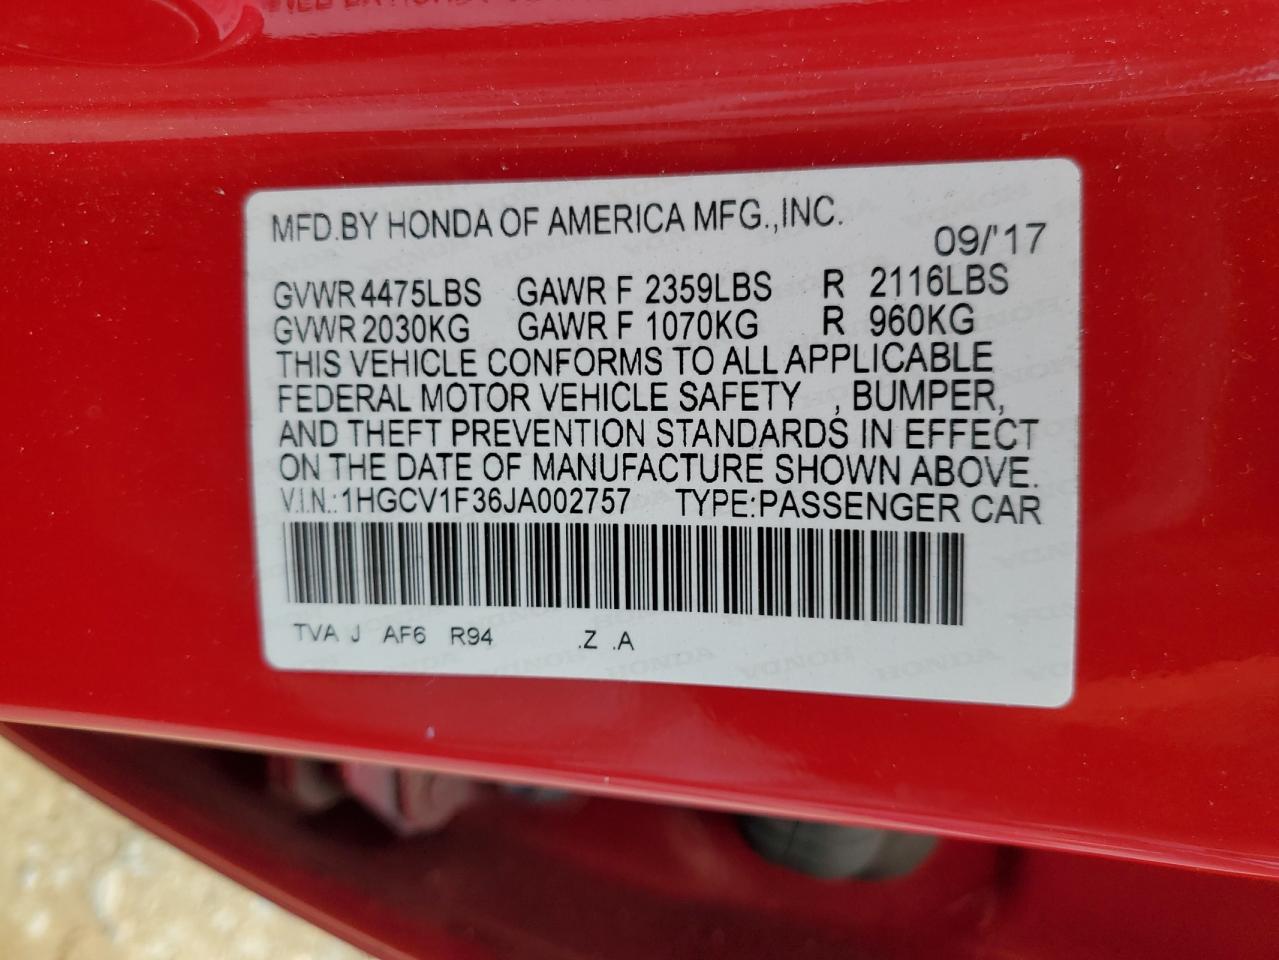 MFD.BY HONDA OF AMERICA MFG.,INC.
09/'17
GVWR 4475LBS GAWR F 2359LBS R 2116LBS
GVWR 2030KG GAWR F 1070KG R 960KG
THIS VEHICLE CONFORMS TO ALL APPLICABLE
FEDERAL MOTOR VEHICLE SAFETY , BUMPER,
AND THEFT PREVENTION STANDARDS IN EFFECT
ON THE DATE OF MANUFACTURE SHOWN ABOVE.
V.I.N.:1HGCV1F36JA002757 TYPE:PASSENGER CAR
TVA J AF6 R94 .Z .A